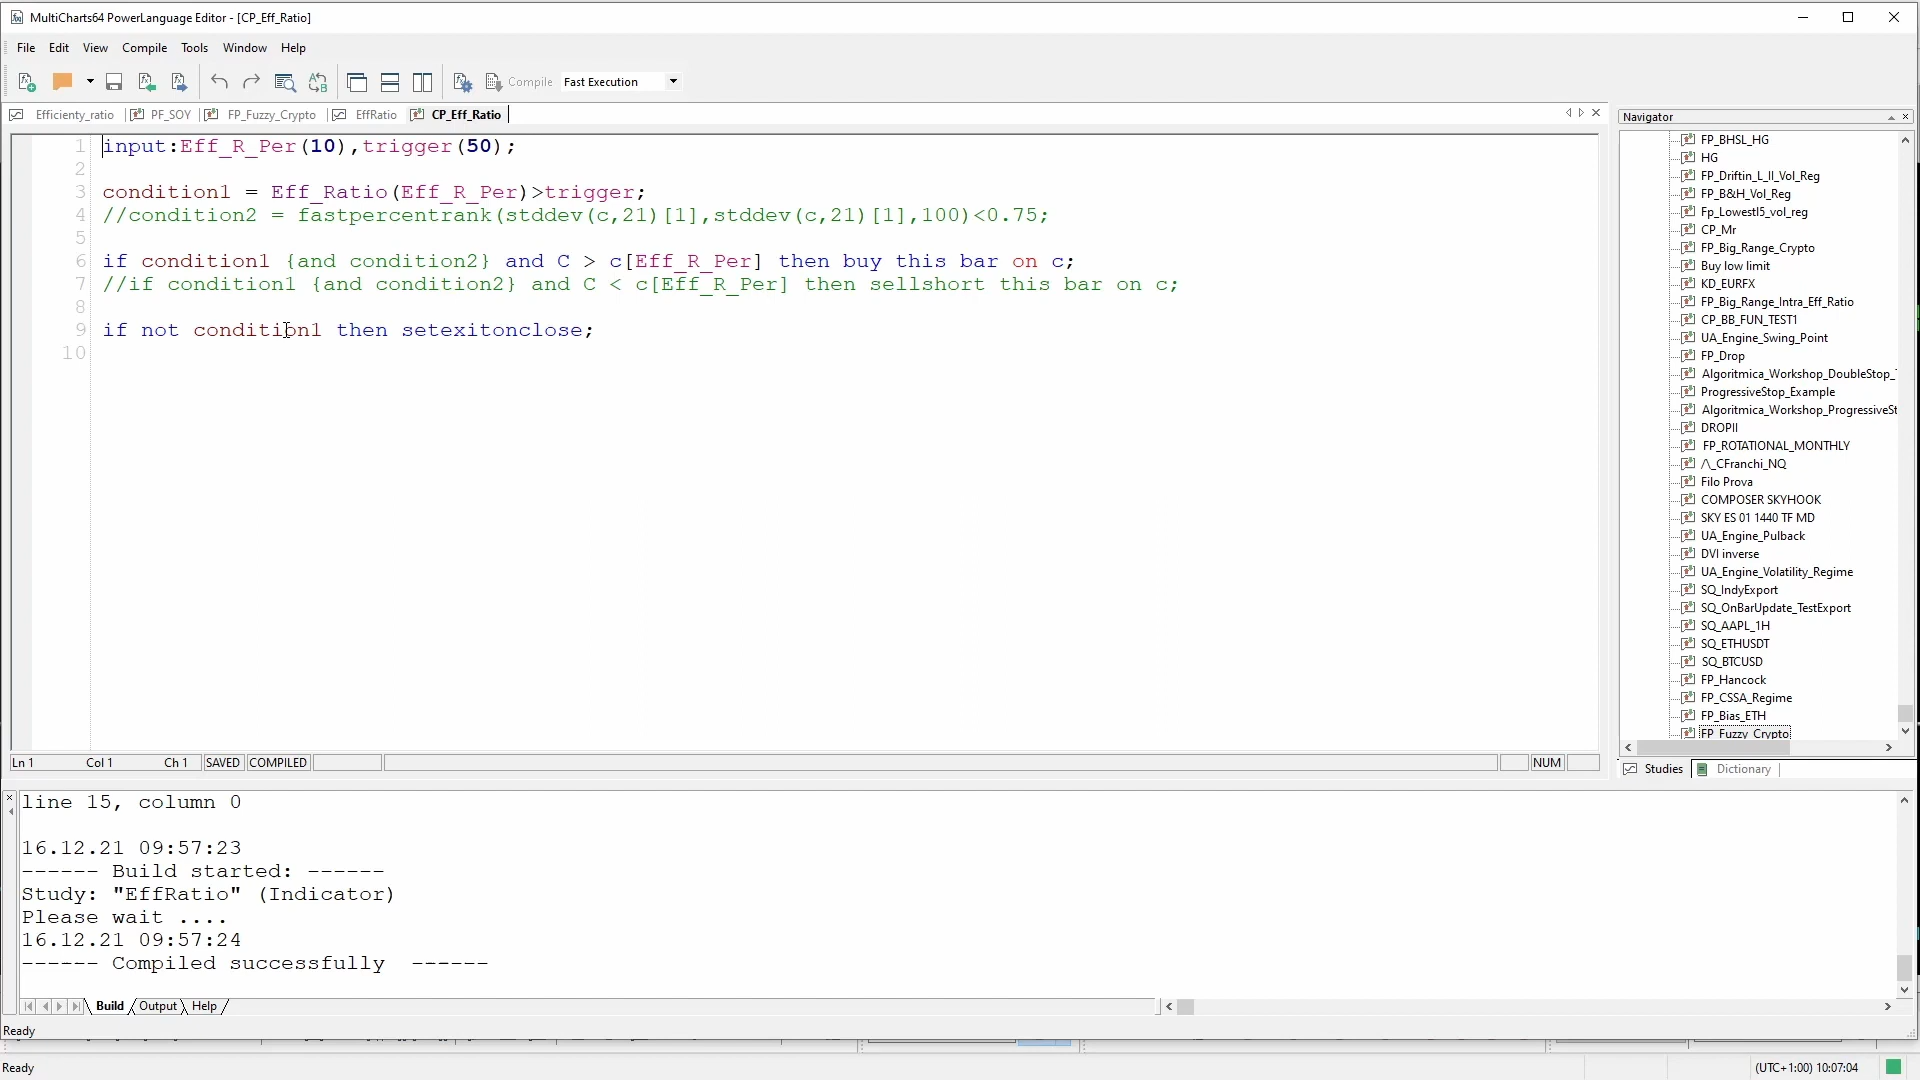 MultiCharts64 PowerLanguage Editor - [CP_Eff_Ratio]
File Edit View Compile Tools Window Help
Compile Fast Execution
Efficienty_ratio PF_SOY FP_Fuzzy_Crypto EffRatio CP_Eff_Ratio
1 input:Eff_R_Per(10),trigger(50);
2
3 condition1 = Eff_Ratio(Eff_R_Per)>trigger;
4 //condition2 = fastpercentrank(stddev(c,21)[1],stddev(c,21)[1],100)<0.75;
5
6 if condition1 {and condition2} and C > c[Eff_R_Per] then buy this bar on c;
7 //if condition1 {and condition2} and C < c[Eff_R_Per] then sellshort this bar on c;
8
9 if not condition1 then setexitonclose;
10
Ln 1 Col 1 Ch 1 SAVED COMPILED NUM
Navigator
FP_BHSL_HG
HG
FP_Driftin_L_II_Vol_Reg
FP_B&H_Vol_Reg
Fp_Lowestl5_vol_reg
CP_Mr
FP_Big_Range_Crypto
Buy low limit
KD_EURFX
FP_Big_Range_Intra_Eff_Ratio
CP_BB_FUN_TEST1
UA_Engine_Swing_Point
FP_Drop
Algoritmica_Workshop_DoubleStop_
ProgressiveStop_Example
Algoritmica_Workshop_ProgressiveSt
DROPII
FP_ROTATIONAL_MONTHLY
/\_CFranchi_NQ
Filo Prova
COMPOSER SKYHOOK
SKY ES 01 1440 TF MD
UA_Engine_Pulback
DVI inverse
UA_Engine_Volatility_Regime
SQ_IndyExport
SQ_OnBarUpdate_TestExport
SQ_AAPL_1H
SQ_ETHUSDT
SQ_BTCUSD
FP_Hancock
FP_CSSA_Regime
FP_Bias_ETH
FP_Fuzzy_Crypto
Studies Dictionary
line 15, column 0
16.12.21 09:57:23
------ Build started: ------
Study: "EffRatio" (Indicator)
Please wait ....
16.12.21 09:57:24
------ Compiled successfully ------
Build Output Help
Ready
Ready
(UTC+1:00) 10:07:04